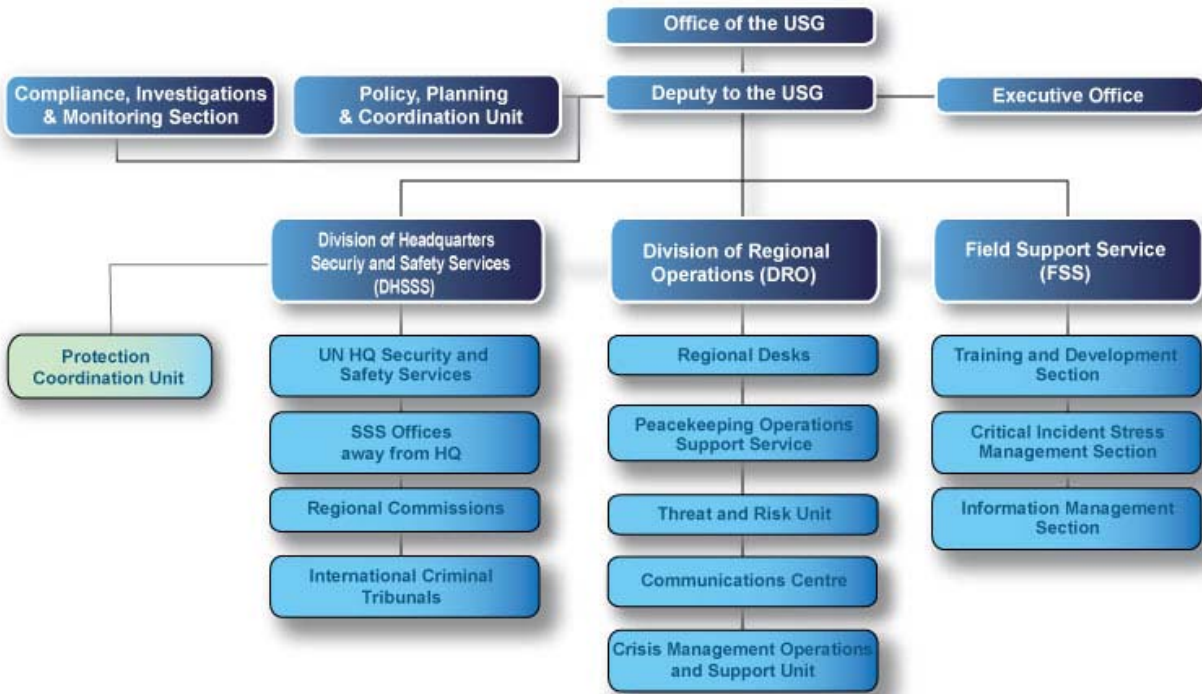 Office of the USG
Compliance, Investigations
& Monitoring Section
Policy, Planning
& Coordination Unit
Deputy to the USG
Executive Office
Division of Headquarters
Securiy and Safety Services
(DHSSS)
Division of Regional
Operations (DRO)
Field Support Service
(FSS)
Protection
Coordination Unit
UN HQ Security and
Safety Services
SSS Offices
away from HQ
Regional Commissions
International Criminal
Tribunals
Regional Desks
Peacekeeping Operations
Support Service
Threat and Risk Unit
Communications Centre
Crisis Management Operations
and Support Unit
Training and Development
Section
Critical Incident Stress
Management Section
Information Management
Section